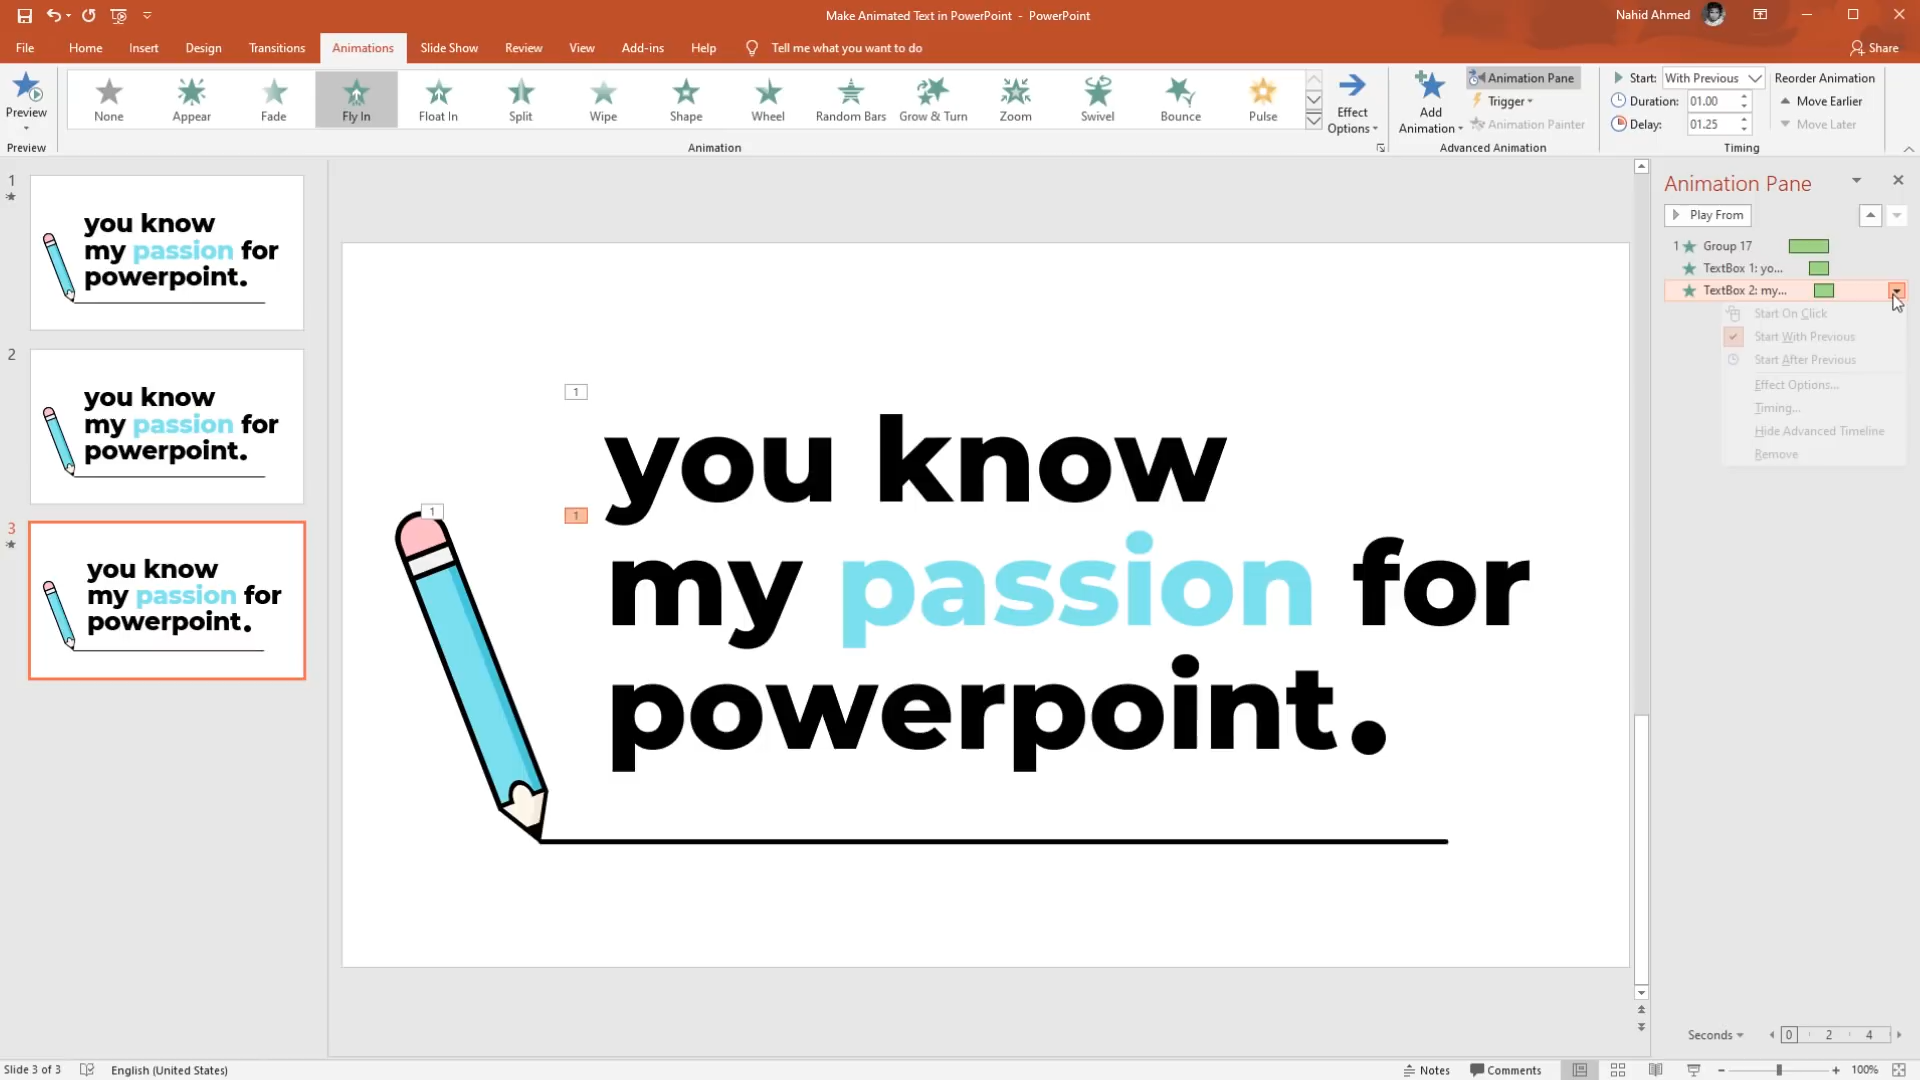 Make Animated Text in PowerPoint - PowerPoint
Nahid Ahmed
File Home Insert Design Transitions Animations Slide Show Review View Add-ins Help Tell me what you want to do
Share
Preview
None Appear Fade Fly In Float In Split Wipe Shape Wheel Random Bars Grow & Turn Zoom Swivel Bounce Pulse
Effect Options
Add Animation
Animation Pane
Trigger
Animation Painter
Start: With Previous
Duration: 01.00
Delay: 01.25
Reorder Animation
Move Earlier
Move Later
Preview Animation Advanced Animation Timing
1
you know
my passion for
powerpoint.
2
you know
my passion for
powerpoint.
3
you know
my passion for
powerpoint.
1
1
1
you know
my passion for
powerpoint.
Animation Pane
Play From
1 Group 17
TextBox 1: yo...
TextBox 2: my...
Start On Click
Start With Previous
Start After Previous
Effect Options...
Timing...
Hide Advanced Timeline
Remove
Seconds 0 2 4
Slide 3 of 3 English (United States) Notes Comments 100%